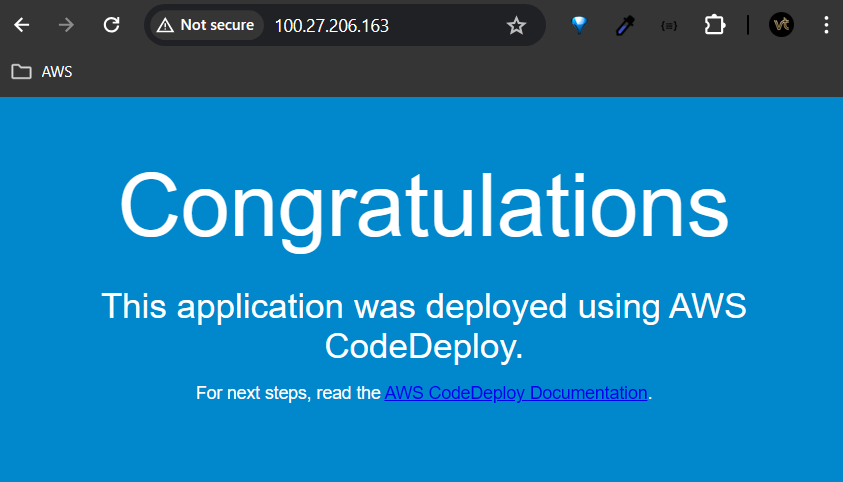 Not secure
100.27.206.163
AWS
Congratulations
This application was deployed using AWS
CodeDeploy.
For next steps, read the AWS CodeDeploy Documentation.